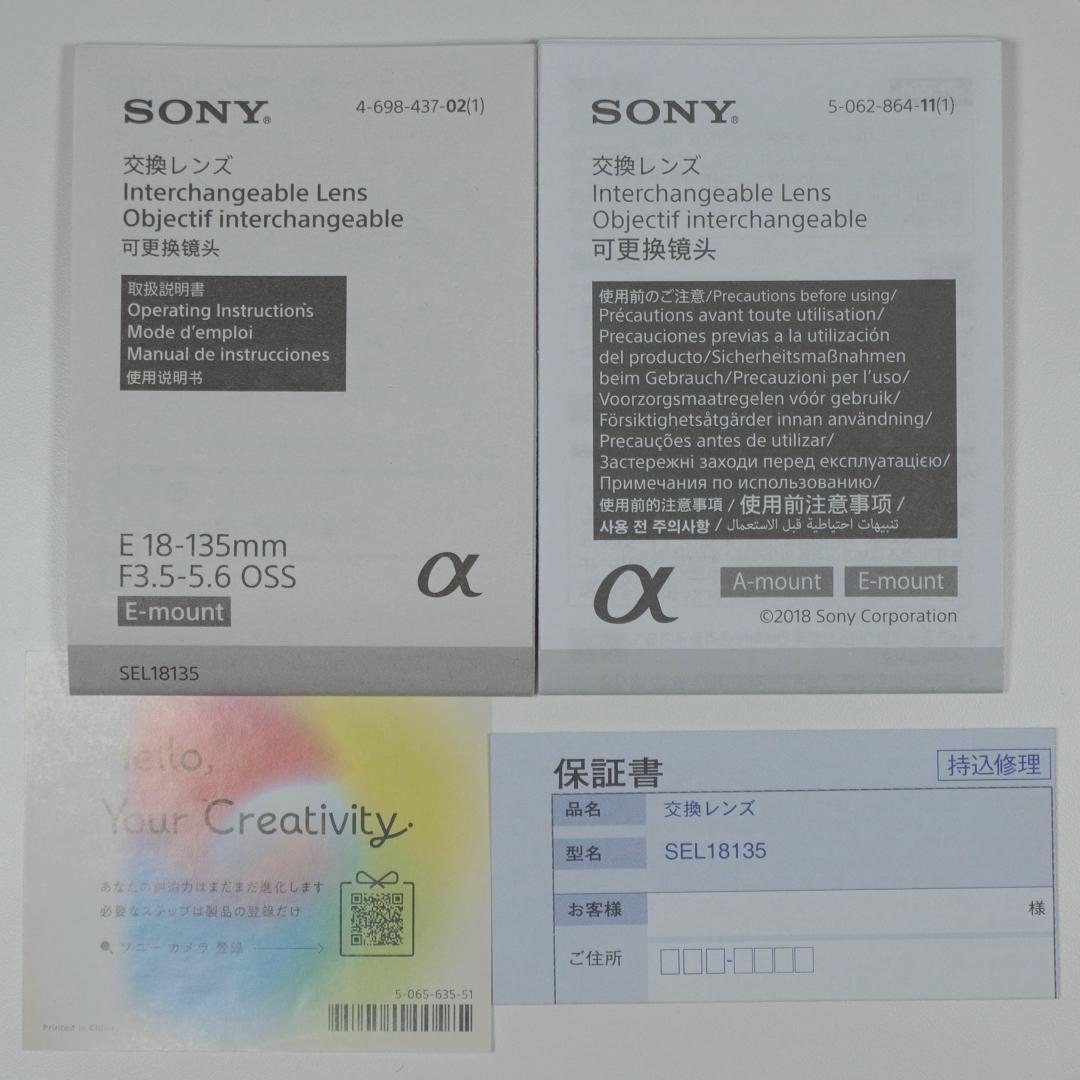 SONY®
4-698-437-02(1)
交換レンズ
Interchangeable Lens
Objectif interchangeable
可更换镜头
取扱説明書
Operating Instructions
Mode d'emploi
Manual de instrucciones
使用说明书
E 18-135mm
F3.5-5.6 OSS
E-mount
α
SEL18135
SONY®
5-062-864-11(1)
交換レンズ
Interchangeable Lens
Objectif interchangeable
可更换镜头
使用前のご注意/Precautions before using/
Précautions avant toute utilisation/
Precauciones previas a la utilización
del producto/Sicherheitsmaßnahmen
beim Gebrauch/Precauzioni per l'uso/
Voorzorgsmaatregelen vóór gebruik/
Försiktighetsåtgärder innan användning/
Precauções antes de utilizar/
Застережні заходи перед експлуатацією/
Примечания по использованию/
使用前的注意事項 / 使用前注意事项 /
사용 전 주의사항 / تنبيهات احتياطية قبل الاستعمال
α
A-mount
E-mount
©2018 Sony Corporation
Hello,
Your Creativity.
あなたの創造力はまだまだ進化します
必要なステップは製品の登録だけ
ソニー カメラ 登録
5-065-635-51
Printed in China
保証書
持込修理
品名
交換レンズ
型名
SEL18135
お客様
様
ご住所